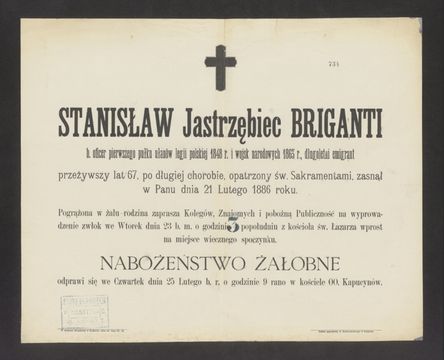 734
STANISŁAW Jastrzębiec BRIGANTI
b. oficer pierwszego pułku ułanów legii polskiej 1848 r. i wojsk narodowych 1863 r., długoletni emigrant
przeżywszy lat 67, po długiej chorobie, opatrzony św. Sakramentami, zasnął
w Panu dnia 21 Lutego 1886 roku.
Pogrążona w żalu rodzina zaprasza Kolegów, Znajomych i pobożną Publiczność na wyprowa-
dzenie zwłok we Wtorek dnia 23 b. m. o godzinie 3 popołudniu z kościoła św. Łazarza wprost
na miejsce wiecznego spoczynku.
NABOŻEŃSTWO ŻAŁOBNE
odprawi się we Czwartek dnia 25 Lutego b. r. o godzinie 9 rano w kościele OO. Kapucynów.